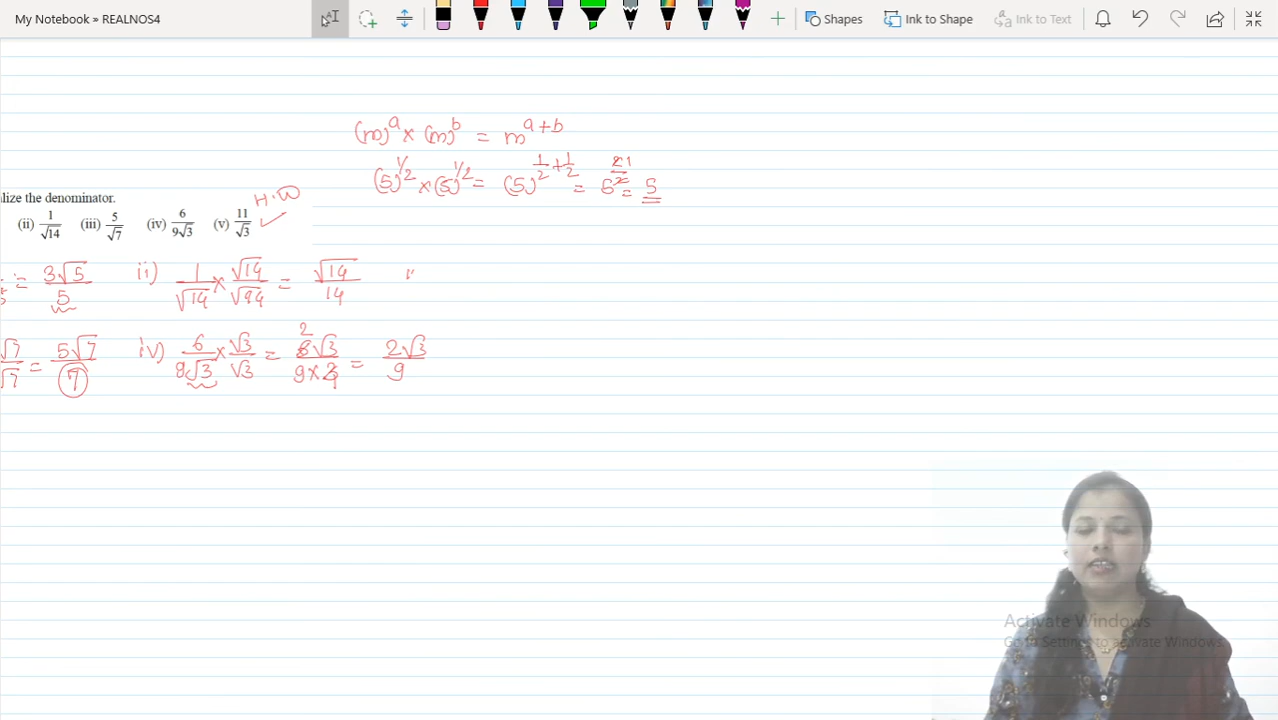 My Notebook » REALNOS4
Shapes
Ink to Shape
Ink to Text
(m)^a × (m)^b = m^(a+b)
(5)^(1/2) × (5)^(1/2) = (5)^(1/2 + 1/2) = = 5
lize the denominator.
H.W
(ii) 1/√14 (iii) 5/√7 (iv) 6/9√3 (v) 11/√3 ✓
= 3√5/5 ii) 1/√14 × √14/√94 = √14/14
√7/√7 = 5√7/7 iv) 6/9√3 × √3/√3 = 6√3/9×3 = 2√3/9
2
Activate Windows
Go to Settings to activate Windows.